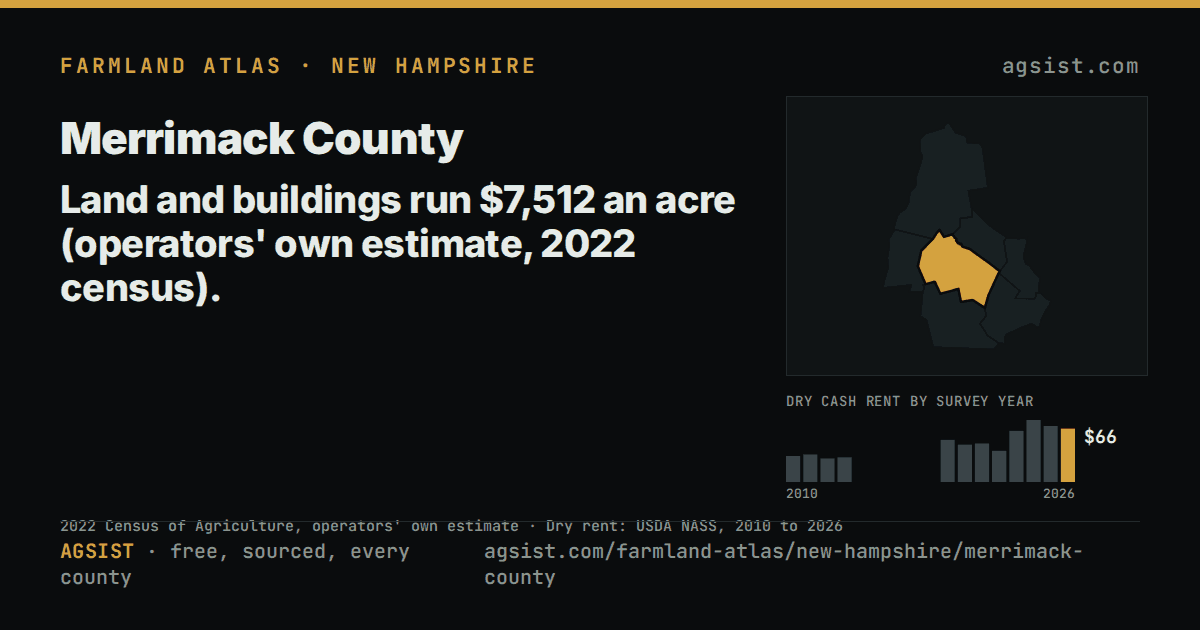 FARMLAND ATLAS · NEW HAMPSHIRE
agsist.com
Merrimack County
Land and buildings run $7,512 an acre
(operators' own estimate, 2022
census).
DRY CASH RENT BY SURVEY YEAR
$66
2010
2026
2022 Census of Agriculture, operators' own estimate · Dry rent: USDA NASS, 2010 to 2026
AGSIST · free, sourced, every
county
agsist.com/farmland-atlas/new-hampshire/merrimack-
county